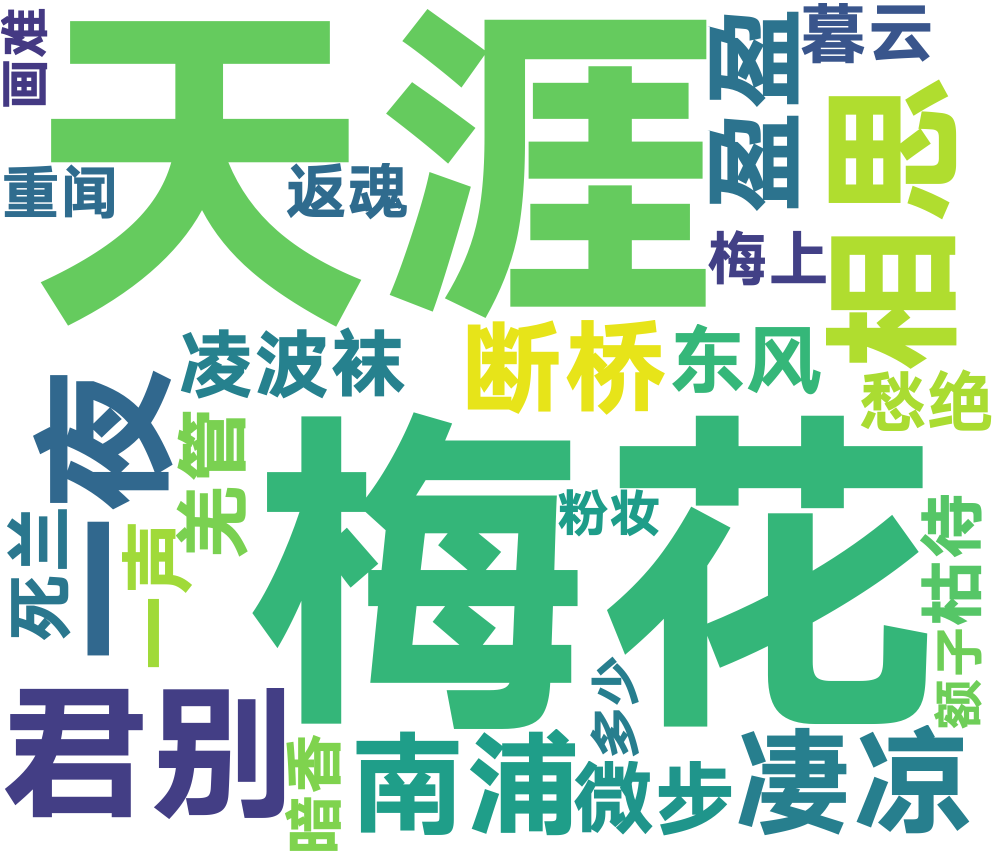 画难
天涯
盈盈
暮云
相思
重闻
返魂
梅上
凌波袜
断桥
东风
愁绝
一夜
羌管
梅花
粉妆
死兰
一声
枯待
额子
君别
暗香
南浦
多少
微步
凄凉